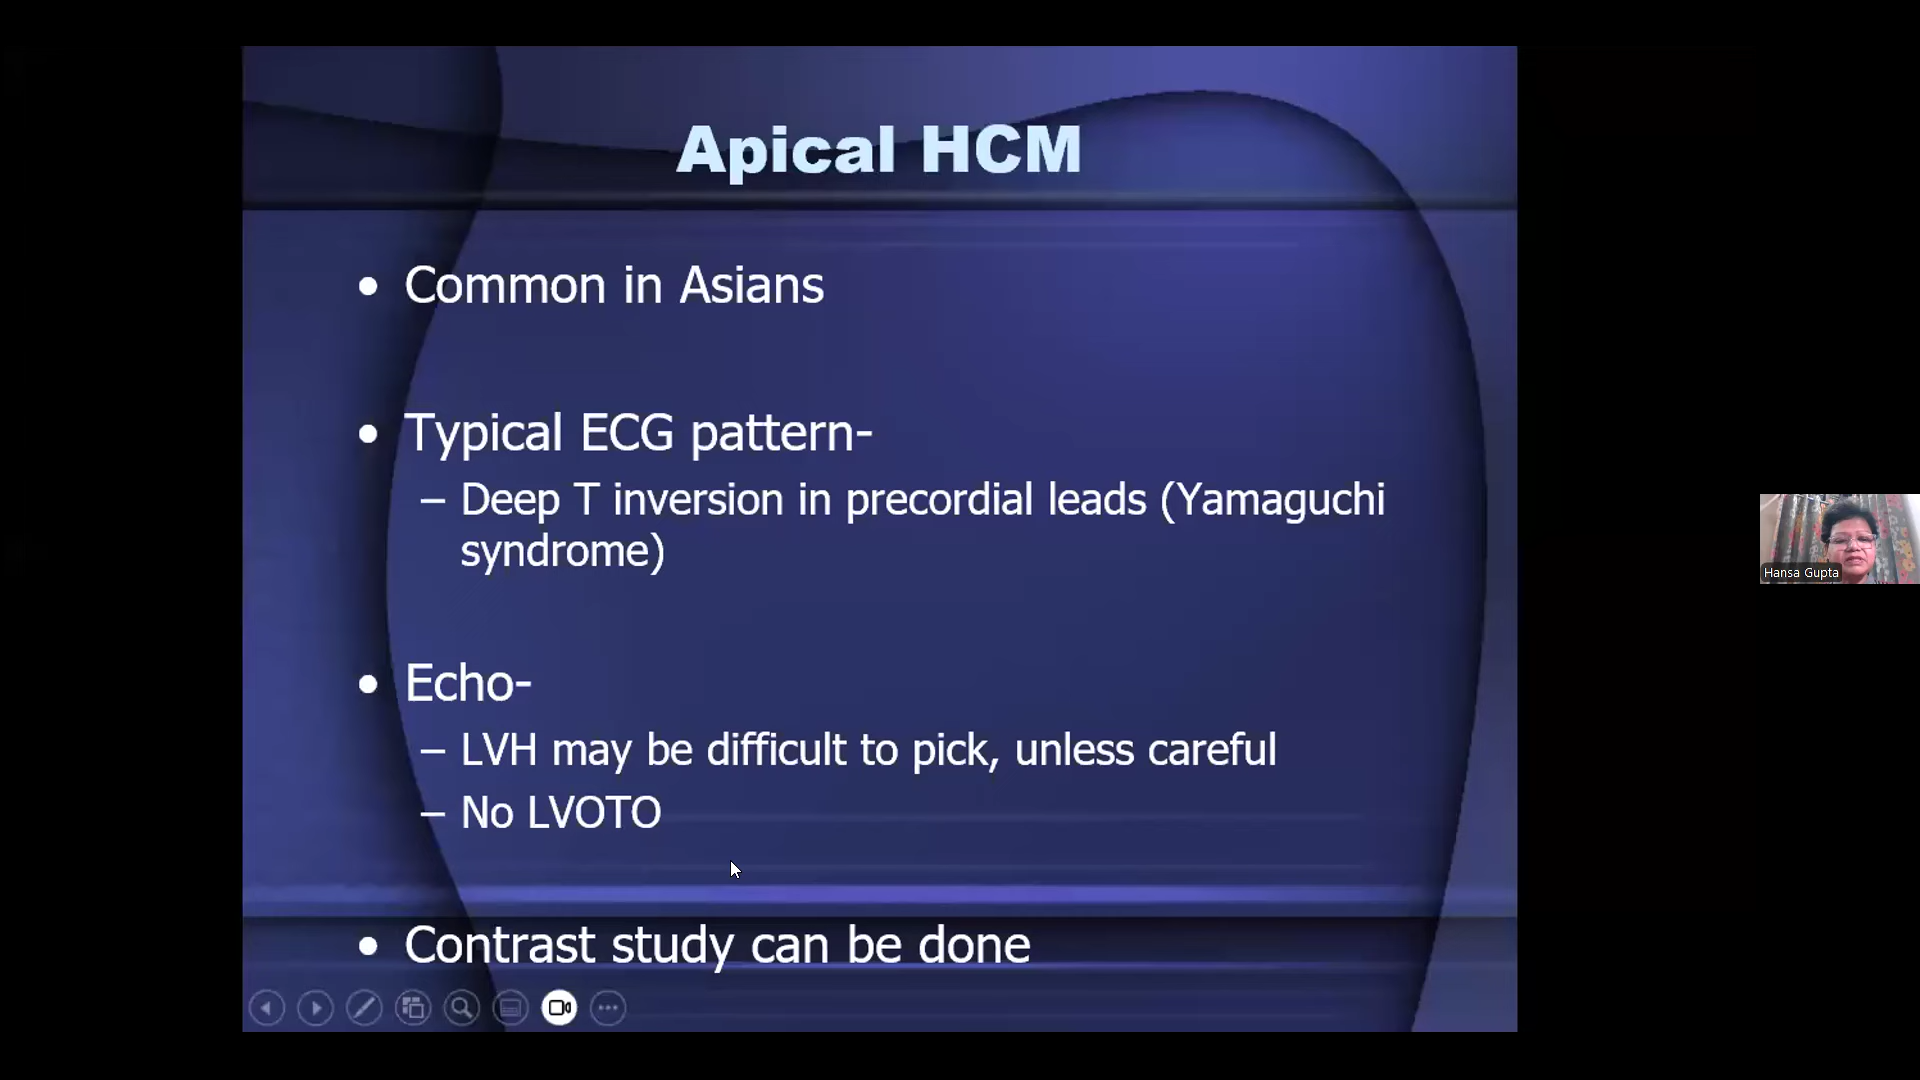 Apical HCM
• Common in Asians
• Typical ECG pattern-
– Deep T inversion in precordial leads (Yamaguchi
syndrome)
• Echo-
– LVH may be difficult to pick, unless careful
– No LVOTO
• Contrast study can be done
Hansa Gupta